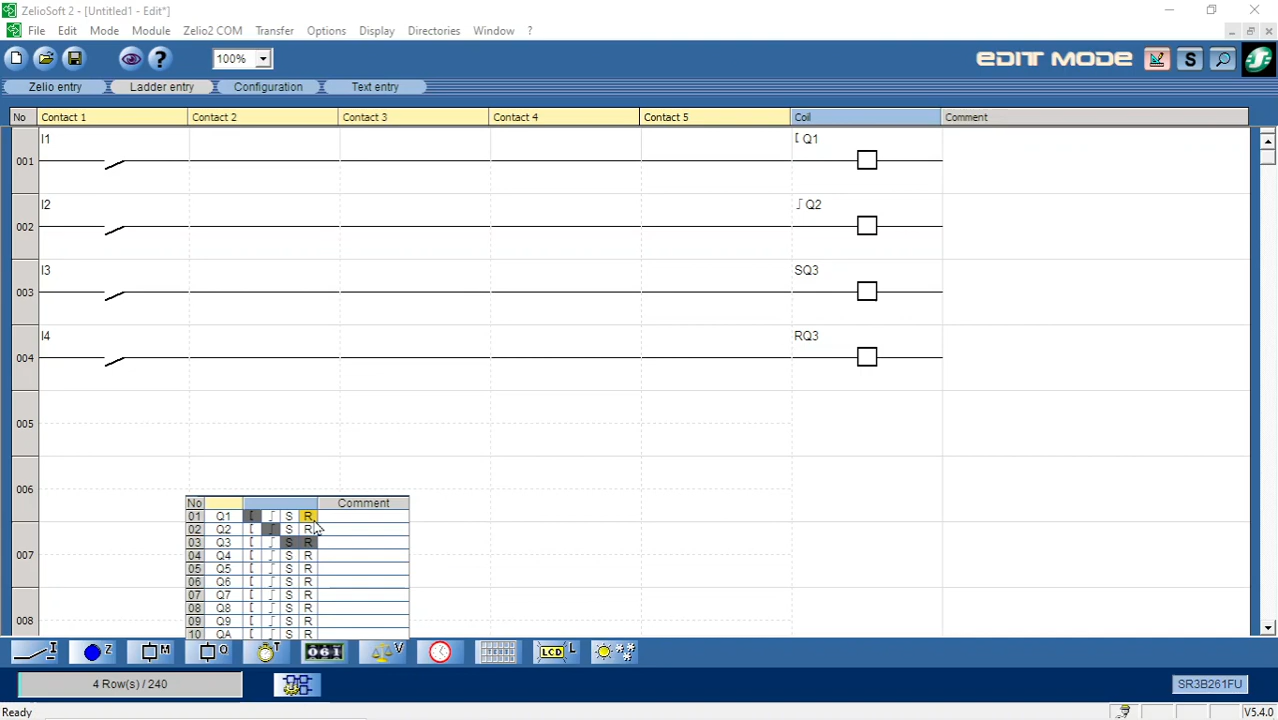 ZelioSoft 2 - [Untitled1 - Edit*]
File Edit Mode Module Zelio2 COM Transfer Options Display Directories Window ?
100% EDIT MODE S
Zelio entry Ladder entry Configuration Text entry
No Contact 1 Contact 2 Contact 3 Contact 4 Contact 5 Coil Comment
I1 [ Q1
001
I2 ∫ Q2
002
I3 SQ3
003
I4 RQ3
004
005
006
No Comment
01 Q1 [ ∫ S R
02 Q2 [ ∫ S R
03 Q3 [ ∫ S R
04 Q4 [ ∫ S R
05 Q5 [ ∫ S R
06 Q6 [ ∫ S R
07 Q7 [ ∫ S R
08 Q8 [ ∫ S R
09 Q9 [ ∫ S R
10 QA [ ∫ S R
007
008
I Z M O T 061 V LCD L
4 Row(s) / 240 SR3B261FU
Ready V5.4.0